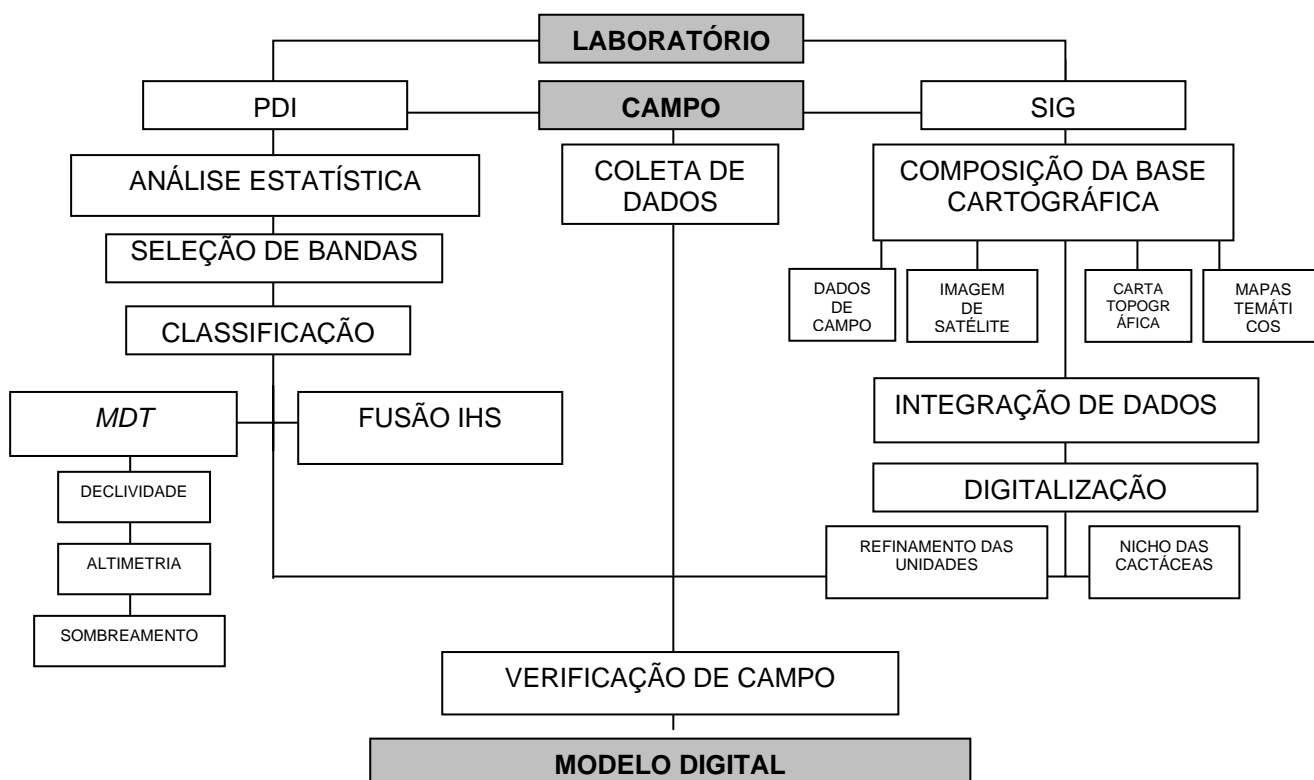 LABORATÓRIO
PDI
CAMPO
SIG
ANÁLISE ESTATÍSTICA
COLETA DE
DADOS
COMPOSIÇÃO DA BASE
CARTOGRÁFICA
SELEÇÃO DE BANDAS
DADOS
DE
CAMPO
IMAGEM
DE
SATÉLITE
CARTA
TOPOGR
ÁFICA
MAPAS
TEMÁTI
COS
CLASSIFICAÇÃO
MDT
FUSÃO IHS
INTEGRAÇÃO DE DADOS
DECLIVIDADE
DIGITALIZAÇÃO
ALTIMETRIA
REFINAMENTO DAS
UNIDADES
NICHO DAS
CACTÁCEAS
SOMBREAMENTO
VERIFICAÇÃO DE CAMPO
MODELO DIGITAL